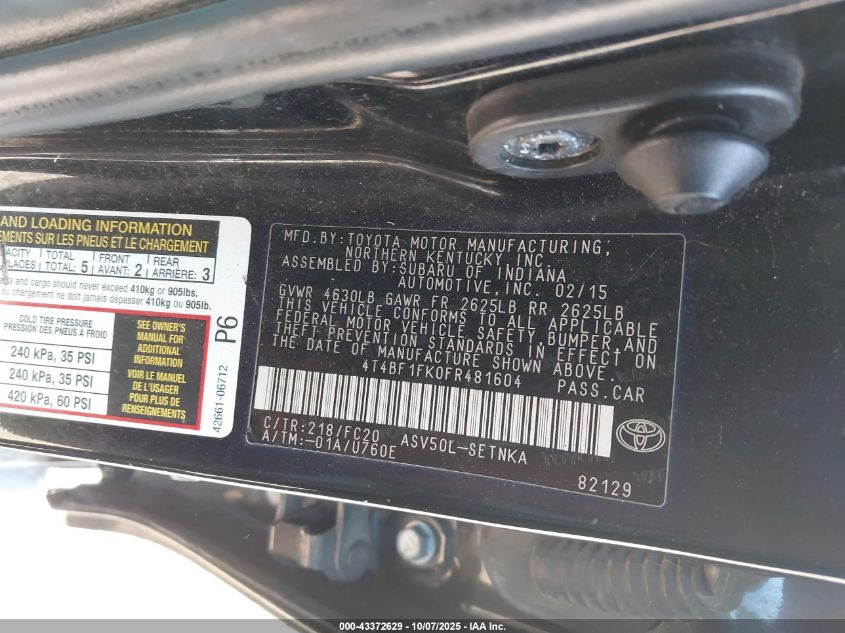 AND LOADING INFORMATION
EMENTS SUR LES PNEUS ET LE CHARGEMENT
PACITY TOTAL FRONT REAR
PLACES TOTAL: 5 AVANT: 2 ARRIÈRE: 3
nts and cargo should never exceed 410kg or 905lbs.
du chargement ne doit jamais dépasser 410kg ou 905lb.
COLD TIRE PRESSURE
PRESSION DES PNEUS À FROID
240 kPa, 35 PSI
240 kPa, 35 PSI
420 kPa, 60 PSI
SEE OWNER'S
MANUAL FOR
ADDITIONAL
INFORMATION
VOIR LE MANUEL
DE L'USAGER
POUR PLUS DE
RENSEIGNEMENTS
P6
42661-06712
MFD.BY: TOYOTA MOTOR MANUFACTURING,
NORTHERN KENTUCKY INC.
ASSEMBLED BY: SUBARU OF INDIANA
AUTOMOTIVE, INC. 02/15
GVWR 4630LB GAWR FR 2625LB RR 2625LB
THIS VEHICLE CONFORMS TO ALL APPLICABLE
FEDERAL MOTOR VEHICLE SAFETY, BUMPER, AND
THEFT PREVENTION STANDARDS IN EFFECT ON
THE DATE OF MANUFACTURE SHOWN ABOVE.
4T4BF1FK0FR481604 PASS.CAR
C/TR: 218/FC20 ASV50L-SETNKA
A/TM: -01A/U760E
82129
000-43372629 - 10/07/2025 - IAA Inc.